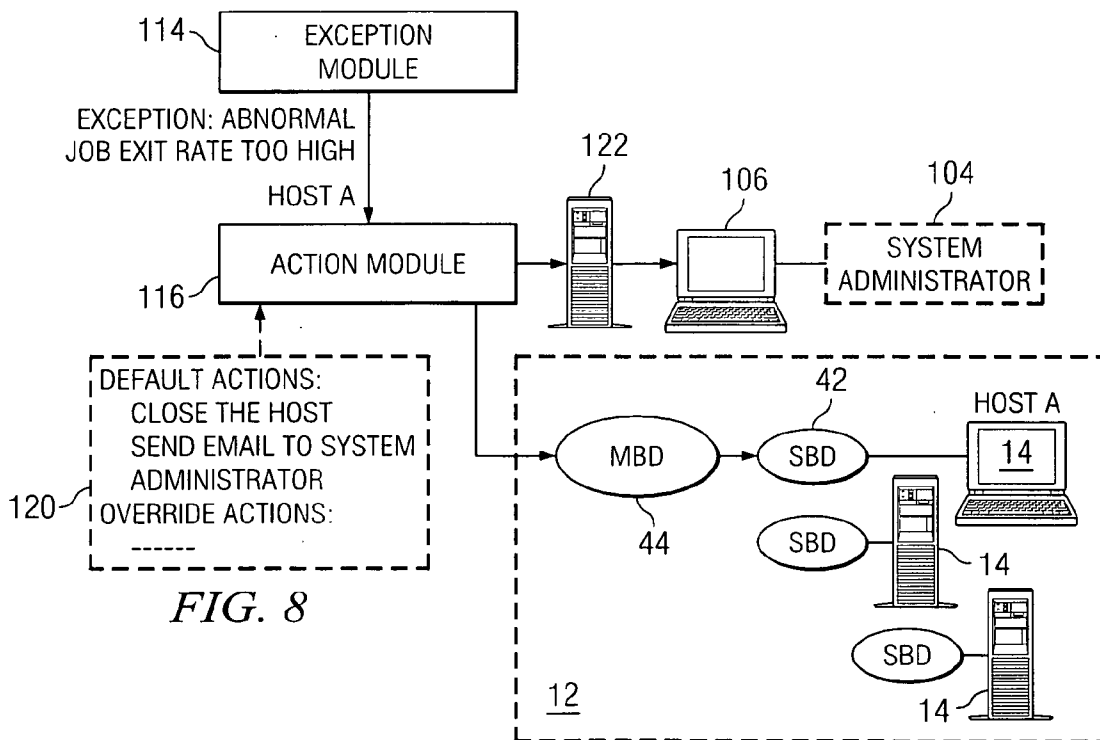 114
EXCEPTION
MODULE
EXCEPTION: ABNORMAL
JOB EXIT RATE TOO HIGH
HOST A
122
106
104
ACTION MODULE
SYSTEM
ADMINISTRATOR
116
DEFAULT ACTIONS:
CLOSE THE HOST
SEND EMAIL TO SYSTEM
ADMINISTRATOR
OVERRIDE ACTIONS:
------
120
FIG. 8
42
HOST A
MBD
SBD
14
44
SBD
14
SBD
14
12